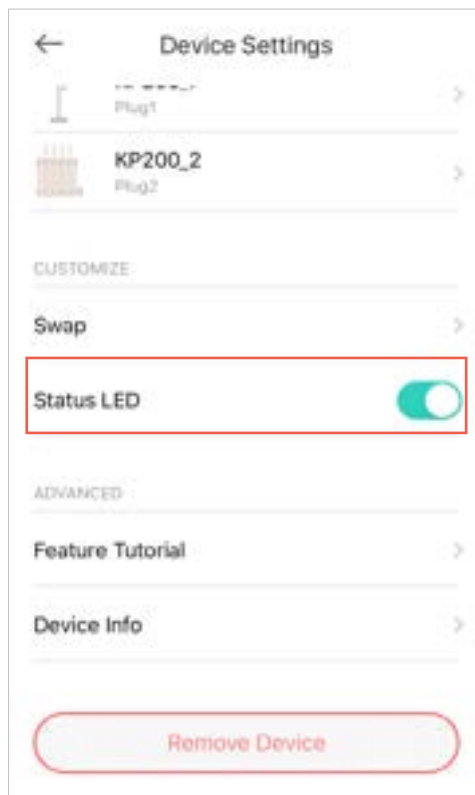 Device Settings
Plug1
KP200_2
Plug2
CUSTOMIZE
Swap
Status LED
ADVANCED
Feature Tutorial
Device Info
Remove Device